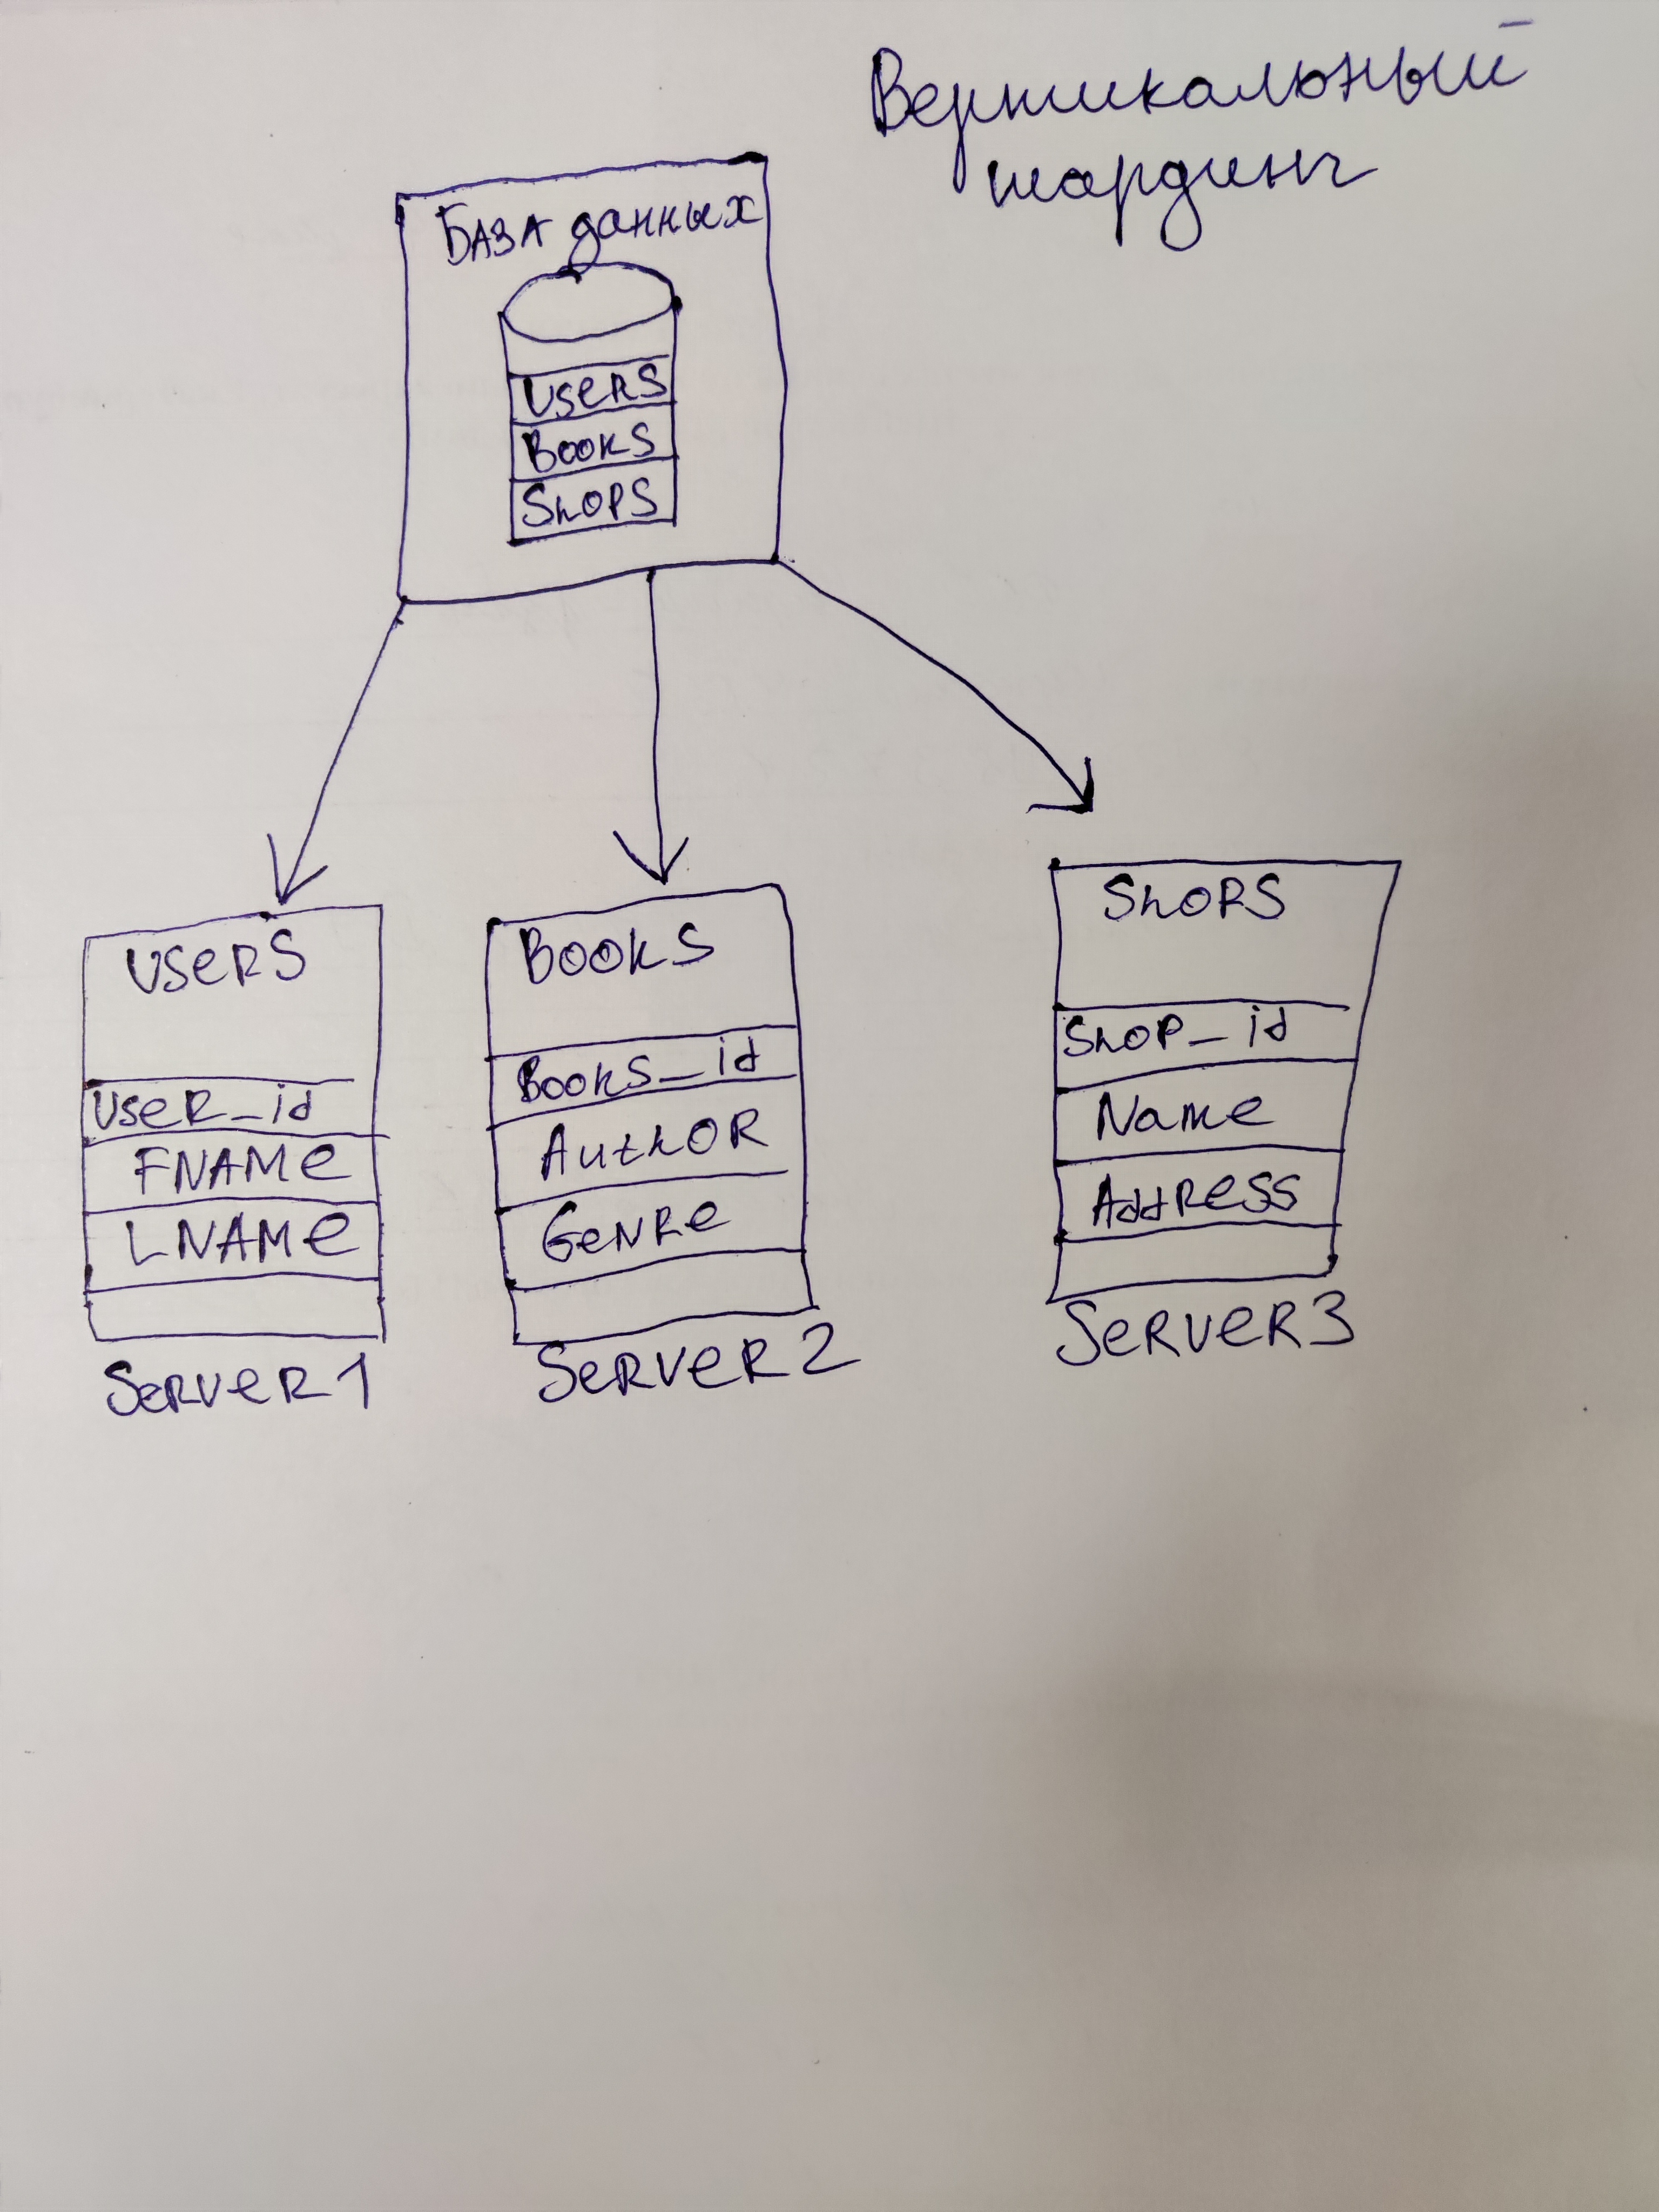 Вертикальный
шардинг
База данных
Users
Books
Shops
Users
User_id
FNAMe
LNAMe
Server1
Books
Books_id
Author
Genre
Server2
ShoRS
Shop_id
Name
Address
Server3